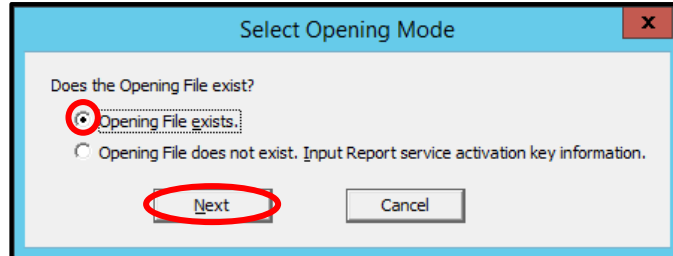 Select Opening Mode
x
Does the Opening File exist?
Opening File exists.
Opening File does not exist. Input Report service activation key information.
Next
Cancel